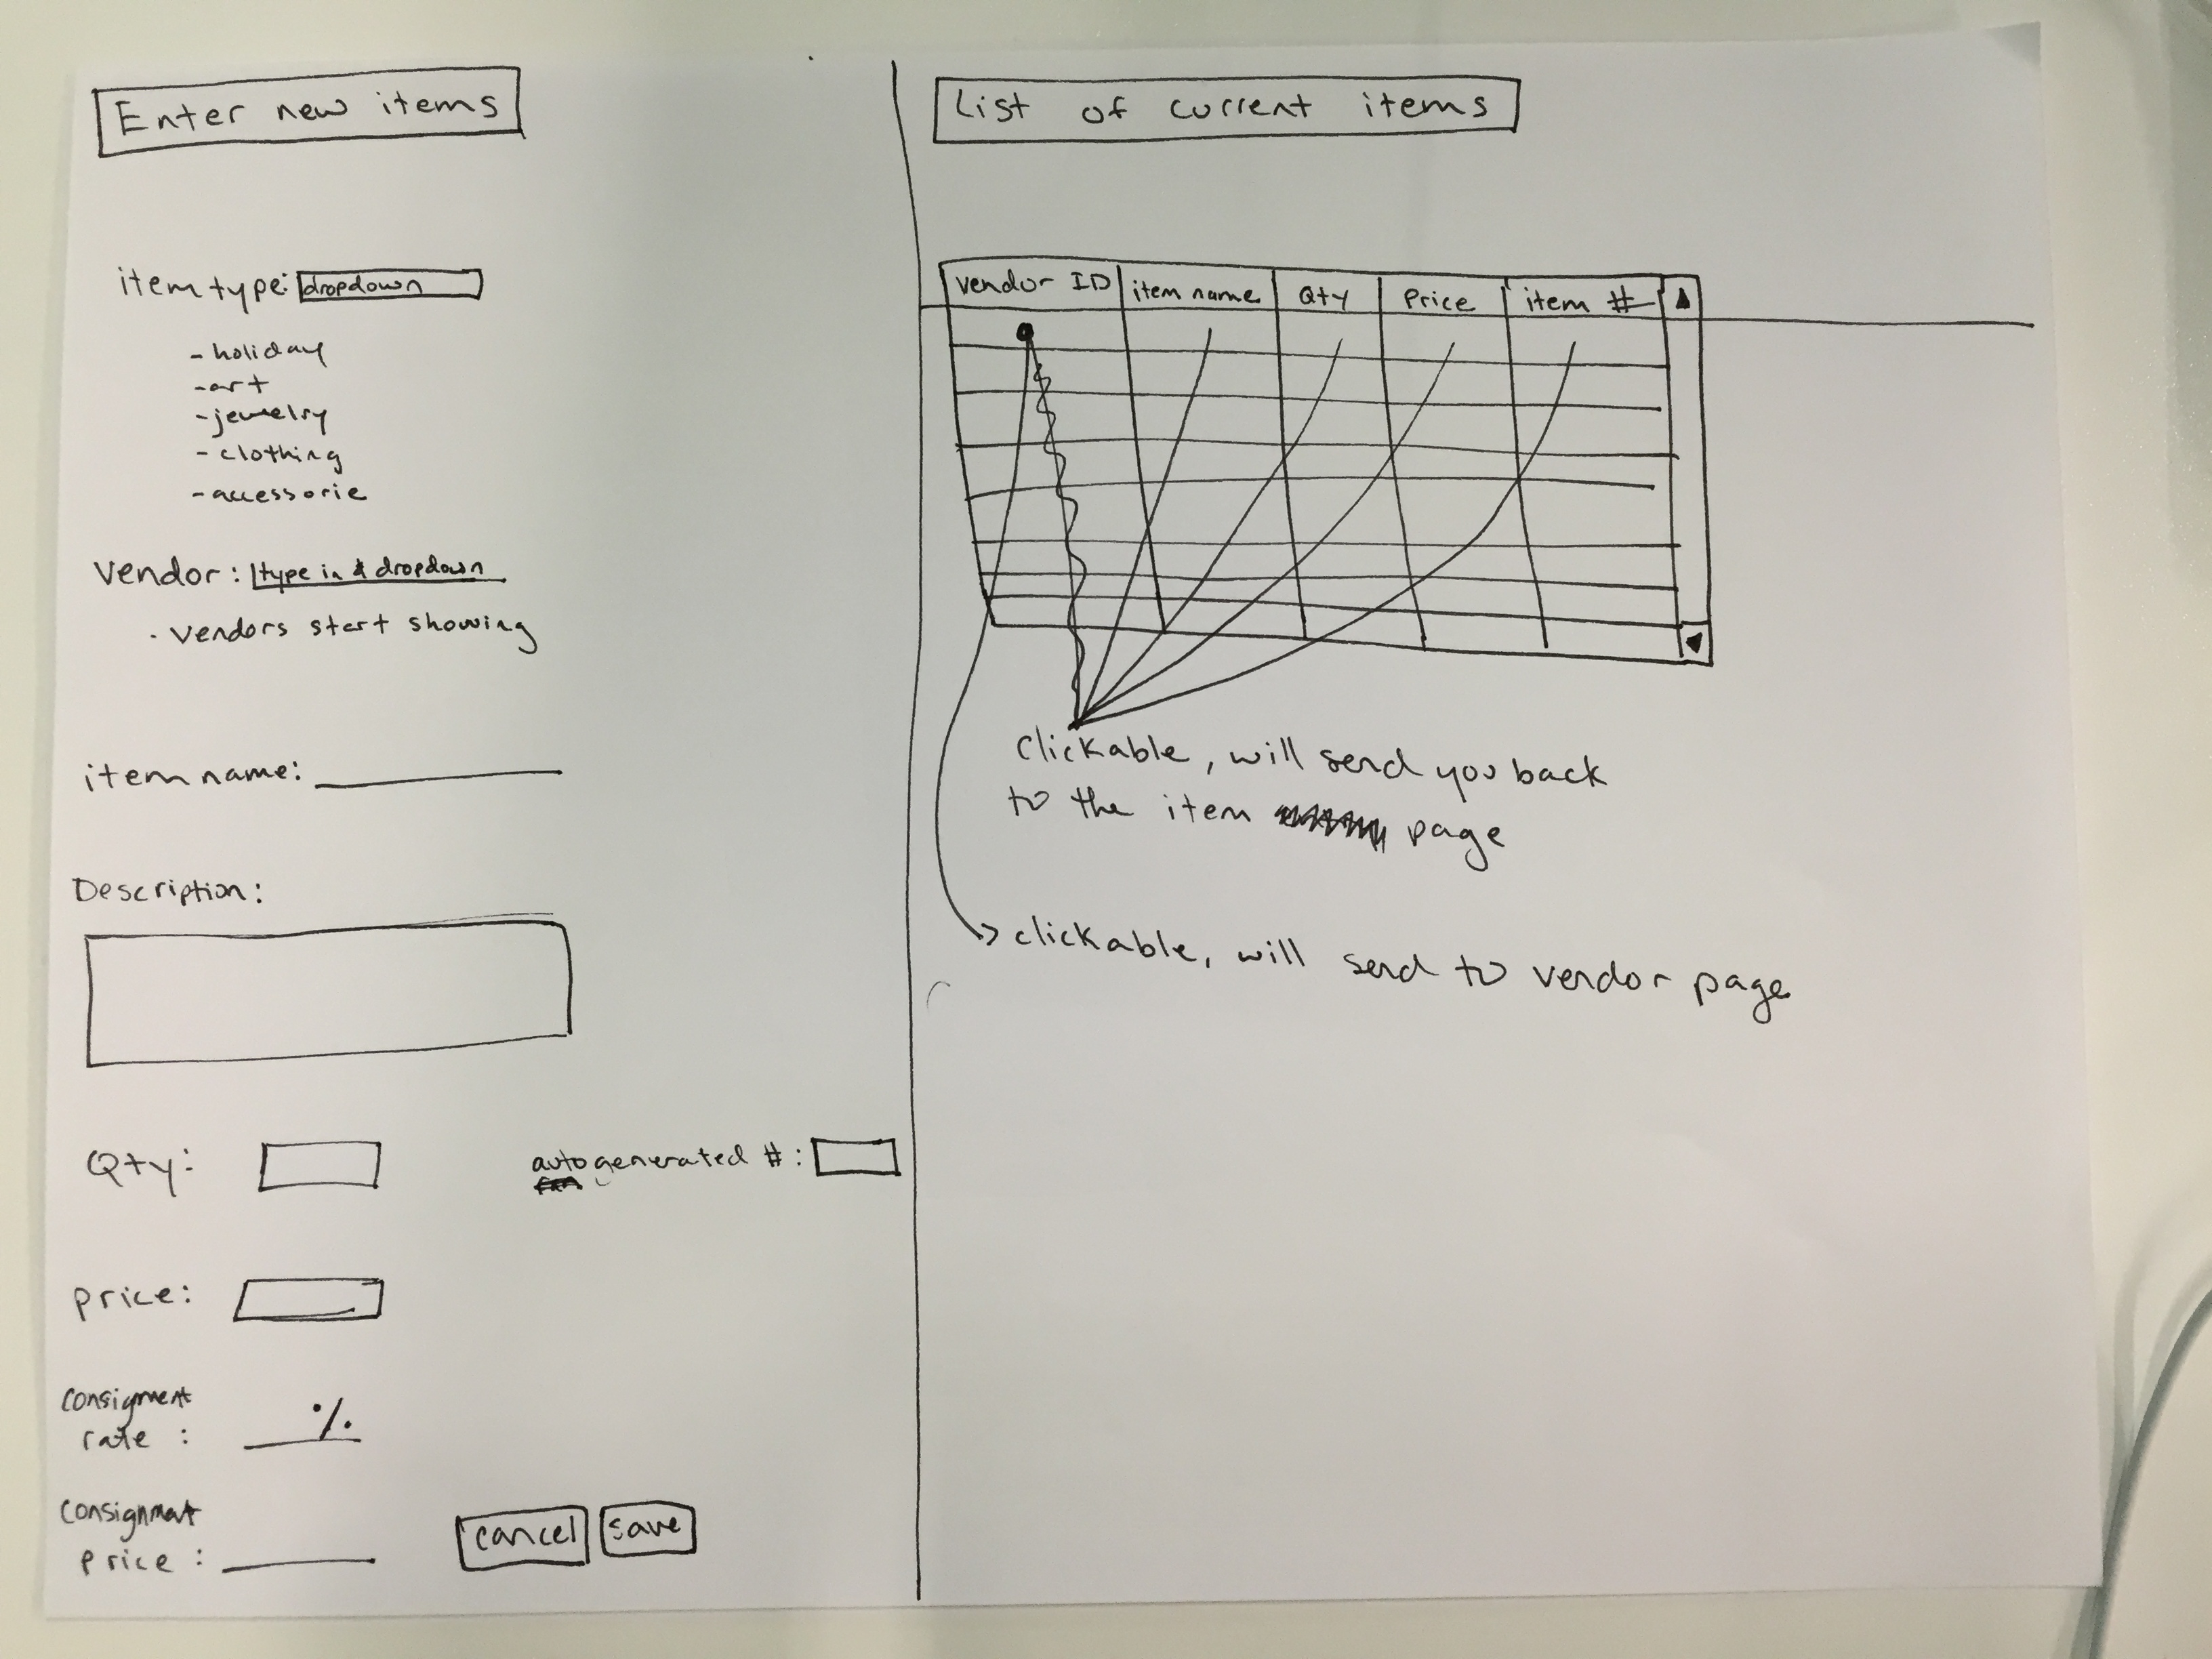 Enter new items
item type: dropdown
- holiday
- art
- jewelry
- clothing
- accessorie
Vendor: type in & dropdown
. vendors start showing
item name:
Description:
Qty:
auto generated #:
Price:
consignment rate: %
consignment price:
cancel save
List of current items
Vendor ID item name Qty Price item #
clickable, will send you back
to the item page
clickable, will send to vendor page